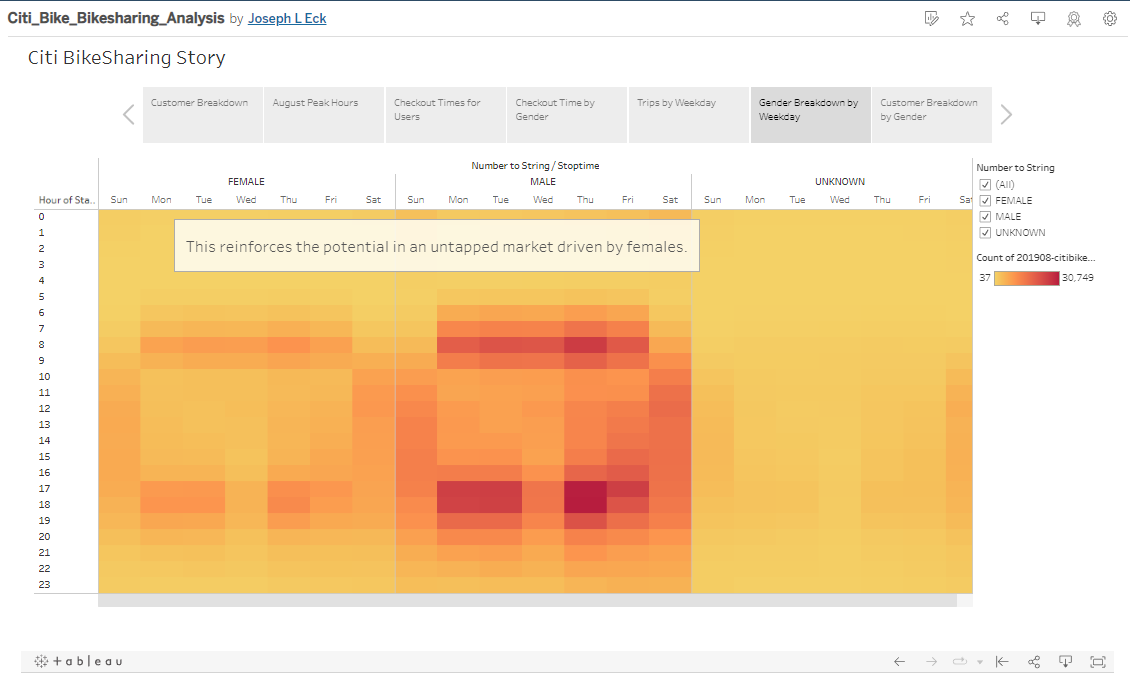 Citi_Bike_Bikesharing_Analysis by Joseph L Eck
Citi BikeSharing Story
Customer Breakdown
August Peak Hours
Checkout Times for
Users
Checkout Time by
Gender
Trips by Weekday
Gender Breakdown by
Weekday
Customer Breakdown
by Gender
Number to String / Stoptime
FEMALE MALE UNKNOWN
Hour of Sta.. Sun Mon Tue Wed Thu Fri Sat Sun Mon Tue Wed Thu Fri Sat Sun Mon Tue Wed Thu Fri Sat
0
1
2
3
4
5
6
7
8
9
10
11
12
13
14
15
16
17
18
19
20
21
22
23
This reinforces the potential in an untapped market driven by females.
Number to String
(All)
FEMALE
MALE
UNKNOWN
Count of 201908-citibike...
37 30,749
+ a b l e a u